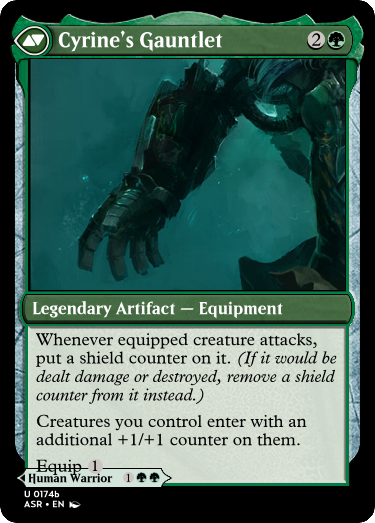 Cyrine's Gauntlet 2
Legendary Artifact — Equipment
Whenever equipped creature attacks,
put a shield counter on it. (If it would be
dealt damage or destroyed, remove a shield
counter from it instead.)
Creatures you control enter with an
additional +1/+1 counter on them.
Equip 1
Human Warrior 1
U 0174b
ASR • EN